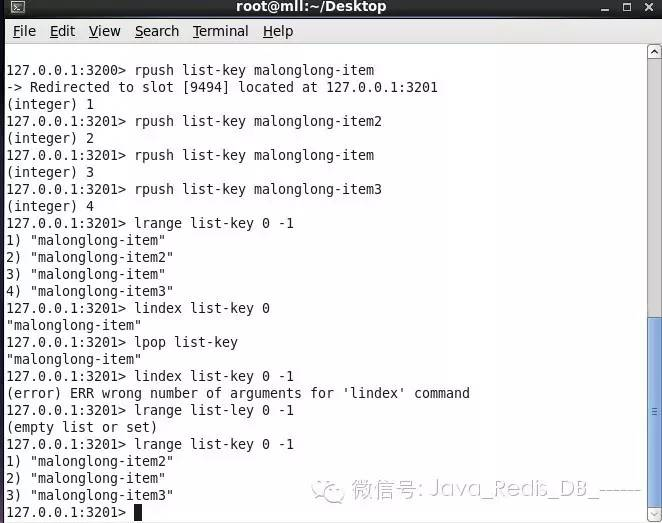 root@mll:~/Desktop
File Edit View Search Terminal Help
127.0.0.1:3200> rpush list-key malonglong-item
-> Redirected to slot [9494] located at 127.0.0.1:3201
(integer) 1
127.0.0.1:3201> rpush list-key malonglong-item2
(integer) 2
127.0.0.1:3201> rpush list-key malonglong-item
(integer) 3
127.0.0.1:3201> rpush list-key malonglong-item3
(integer) 4
127.0.0.1:3201> lrange list-key 0 -1
1) "malonglong-item"
2) "malonglong-item2"
3) "malonglong-item"
4) "malonglong-item3"
127.0.0.1:3201> lindex list-key 0
"malonglong-item"
127.0.0.1:3201> lpop list-key
"malonglong-item"
127.0.0.1:3201> lindex list-key 0 -1
(error) ERR wrong number of arguments for 'lindex' command
127.0.0.1:3201> lrange list-ley 0 -1
(empty list or set)
127.0.0.1:3201> lrange list-key 0 -1
1) "malonglong-item2"
2) "malonglong-item"
3) "malonglong-item3"
微信号: Java_Redis_DB_------
127.0.0.1:3201>